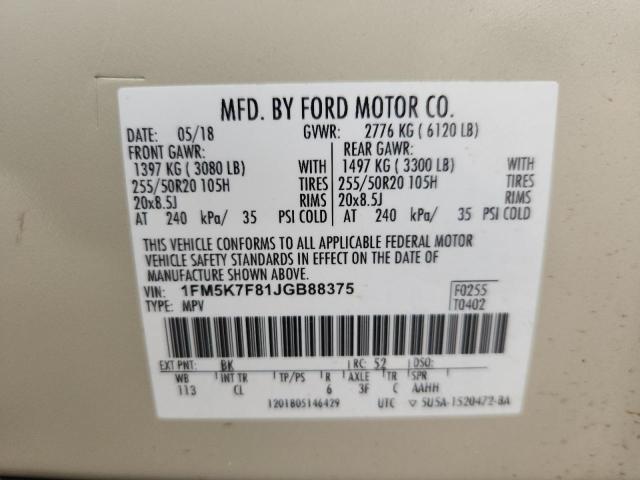 MFD. BY FORD MOTOR CO.
DATE: 05/18 GVWR: 2776 KG ( 6120 LB)
FRONT GAWR: REAR GAWR:
1397 KG ( 3080 LB) WITH 1497 KG ( 3300 LB) WITH
255/50R20 105H TIRES 255/50R20 105H TIRES
20x8.5J RIMS 20x8.5J RIMS
AT 240 kPa/ 35 PSI COLD AT 240 kPa/ 35 PSI COLD
THIS VEHICLE CONFORMS TO ALL APPLICABLE FEDERAL MOTOR
VEHICLE SAFETY STANDARDS IN EFFECT ON THE DATE OF
MANUFACTURE SHOWN ABOVE.
VIN: 1FM5K7F81JGB88375 F0255
TYPE: MPV T0402
EXT PNT: BK RC: 52 DSO:
WB INT TR TP/PS R AXLE TR SPR
113 CL 6 3F C AAHH
1201805146429 UTC ▽ 5U5A-1520472-BA